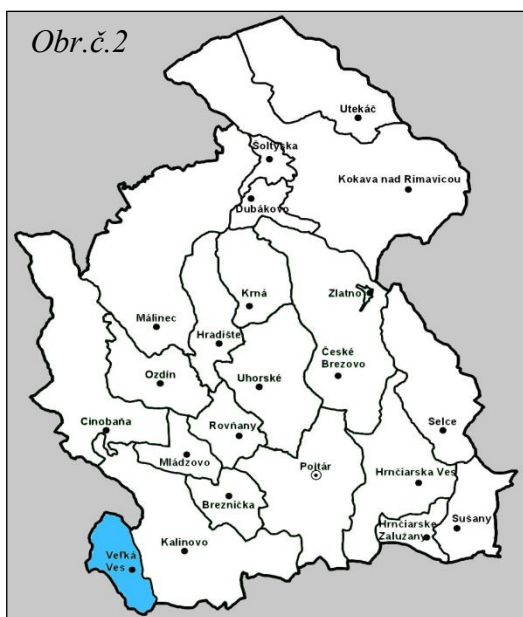 Obr.č.2
Utekáč
Šoltýska
Kokava nad Rimavicou
Dubákovo
Zlatno
Krná
Málinec
Hradište
České
Brezovo
Ozdín
Uhorské
Cinobaňa
Rovňany
Selce
Mládzovo
Poltár
Hrnčiarska Ves
Breznička
Sušany
Hrnčiarske
Zalužany
Kalinovo
Veľká
Ves